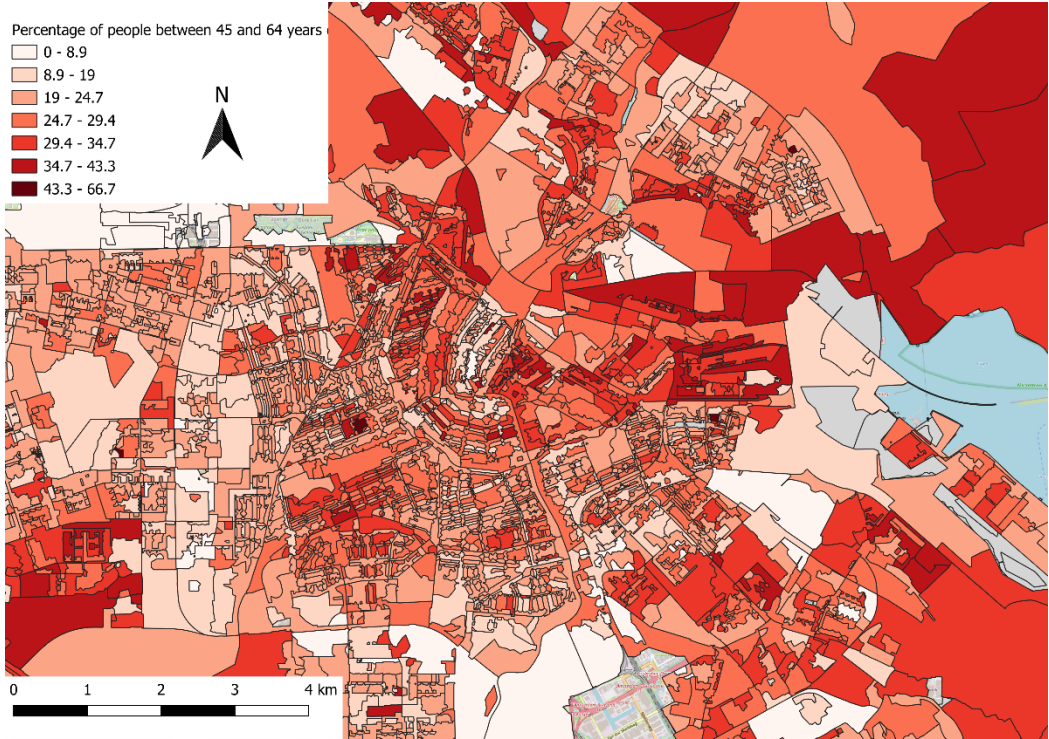 Percentage of people between 45 and 64 years
0 - 8.9
8.9 - 19
19 - 24.7
24.7 - 29.4
29.4 - 34.7
34.7 - 43.3
43.3 - 66.7
N
0 1 2 3 4 km